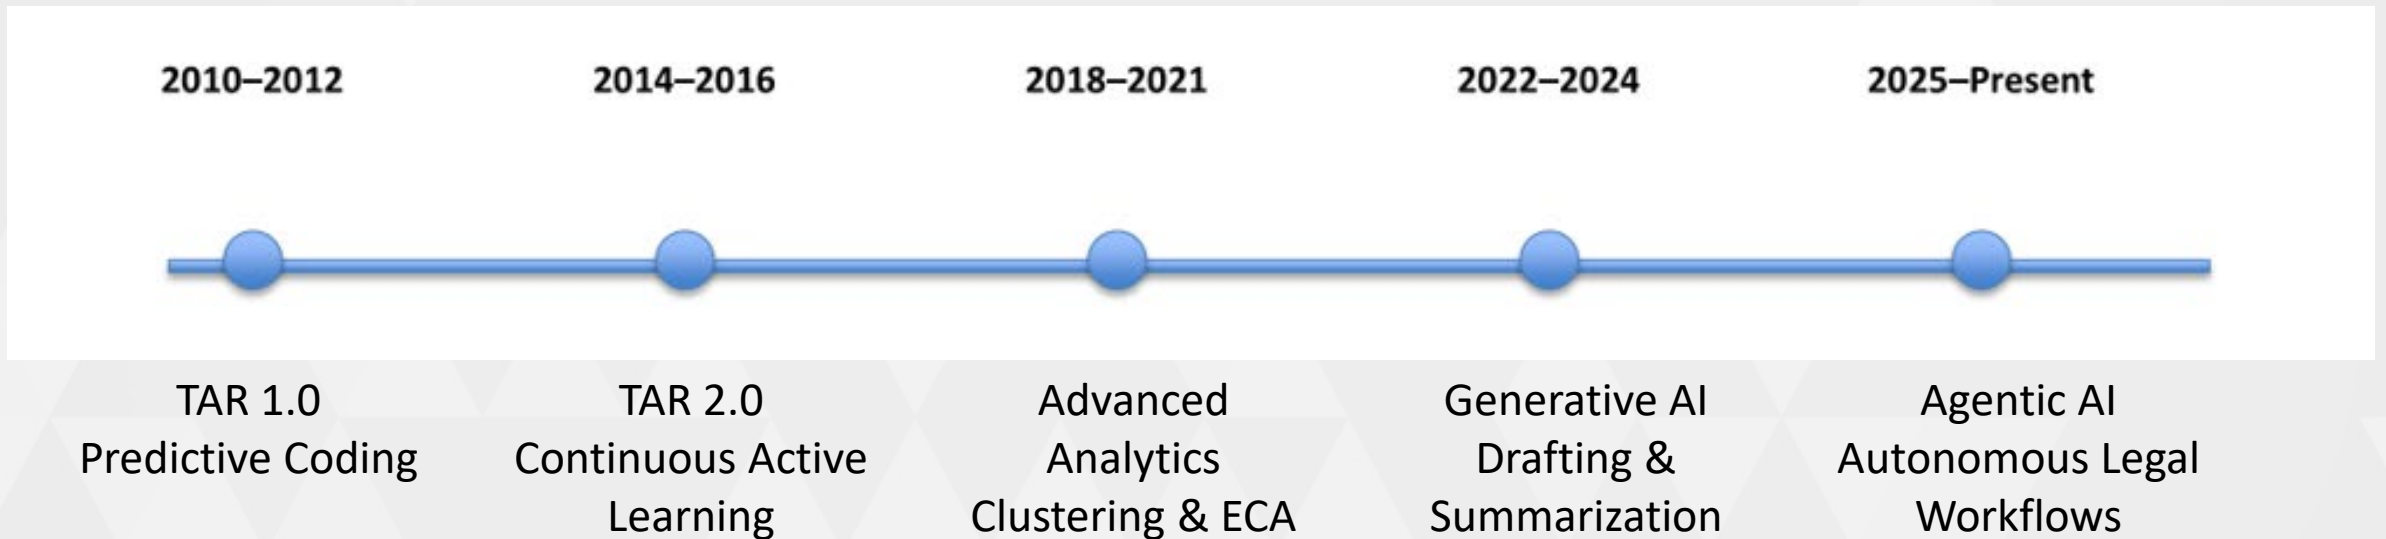 2010–2012
2014–2016
2018–2021
2022–2024
2025–Present
TAR 1.0
Predictive Coding
TAR 2.0
Continuous Active
Learning
Advanced
Analytics
Clustering & ECA
Generative AI
Drafting &
Summarization
Agentic AI
Autonomous Legal
Workflows